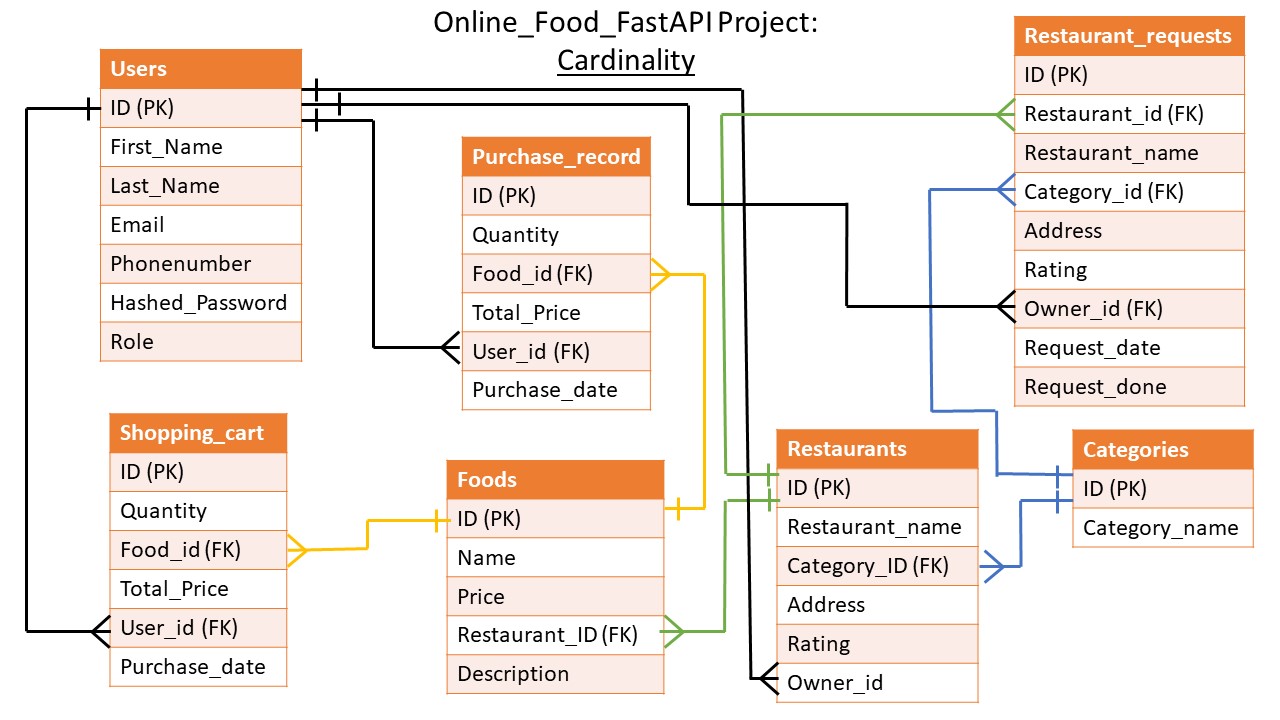 Online_Food_FastAPI Project:
Cardinality
Users
ID (PK)
First_Name
Last_Name
Email
Phonenumber
Hashed_Password
Role
Purchase_record
ID (PK)
Quantity
Food_id (FK)
Total_Price
User_id (FK)
Purchase_date
Restaurant_requests
ID (PK)
Restaurant_id (FK)
Restaurant_name
Category_id (FK)
Address
Rating
Owner_id (FK)
Request_date
Request_done
Shopping_cart
ID (PK)
Quantity
Food_id (FK)
Total_Price
User_id (FK)
Purchase_date
Foods
ID (PK)
Name
Price
Restaurant_ID (FK)
Description
Restaurants
ID (PK)
Restaurant_name
Category_ID (FK)
Address
Rating
Owner_id
Categories
ID (PK)
Category_name